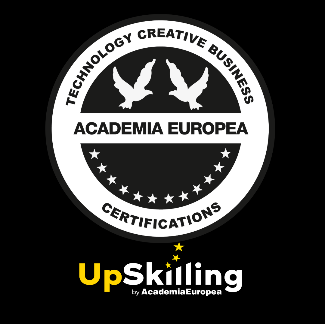 TECHNOLOGY CREATIVE BUSINESS
ACADEMIA EUROPEA
CERTIFICATIONS
UpSkilling
by AcademiaEuropea